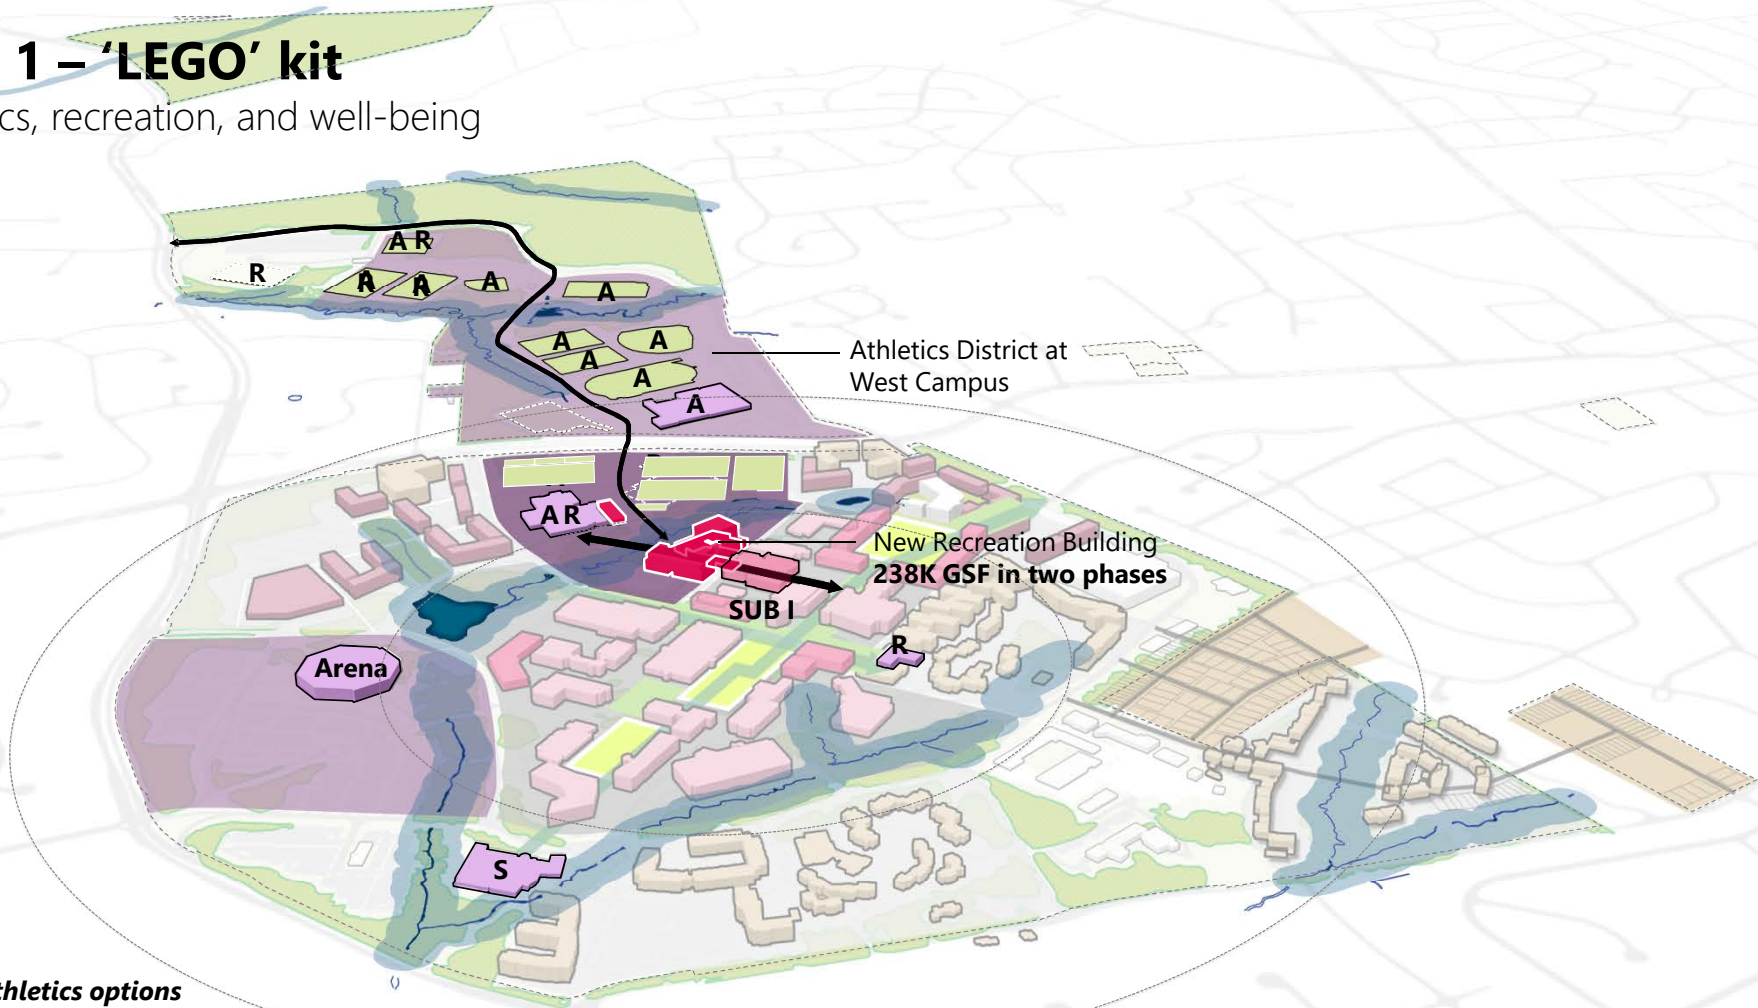 1 – ‘LEGO’ kit
cs, recreation, and well-being
A R
R
R
A
R
A
A
A
A
A
A
A
A
Athletics District at
West Campus
A R
New Recreation Building
238K GSF in two phases
SUB I
R
Arena
S
thletics options